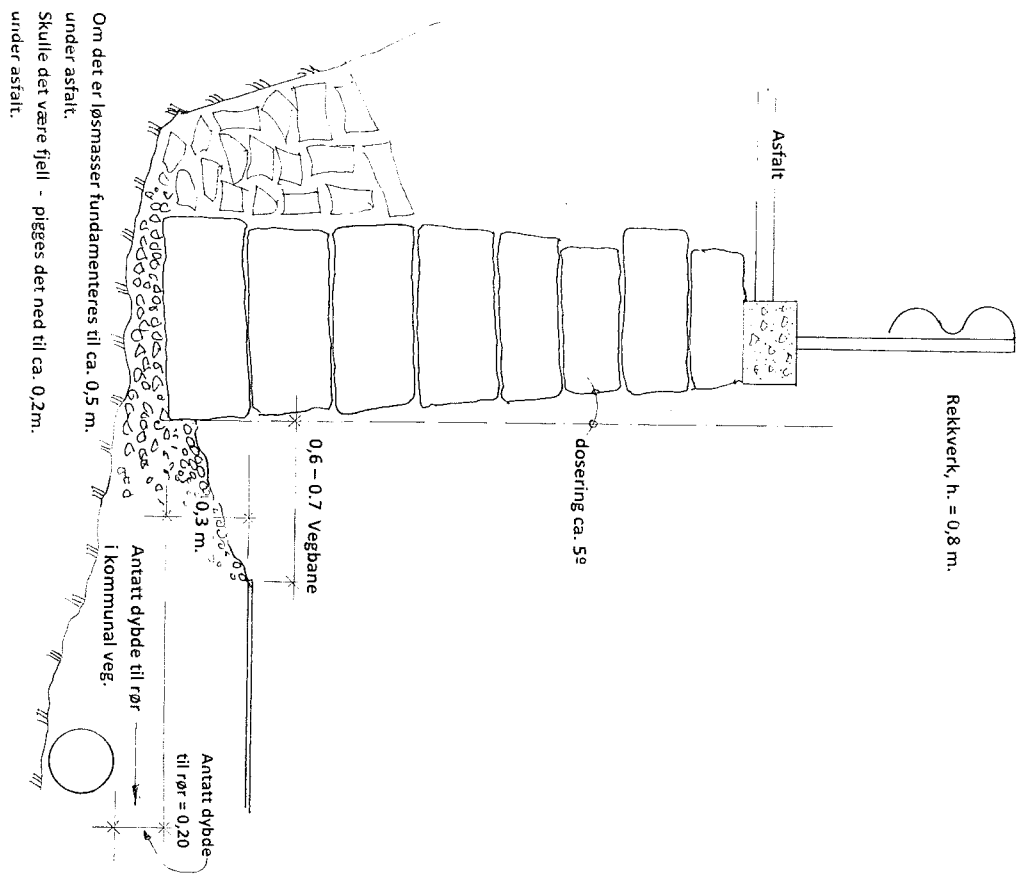 Rekkverk, h. = 0,8 m.
Asfalt
dosering ca. 5º
0,6 – 0.7 Vegbane
0,3 m.
Antatt dybde
til rør = 0,20
Antatt dybde til rør
i kommunal veg.
Om det er løsmasser fundamenteres til ca. 0,5 m.
under asfalt.
Skulle det være fjell - pigges det ned til ca. 0,2m.
under asfalt.